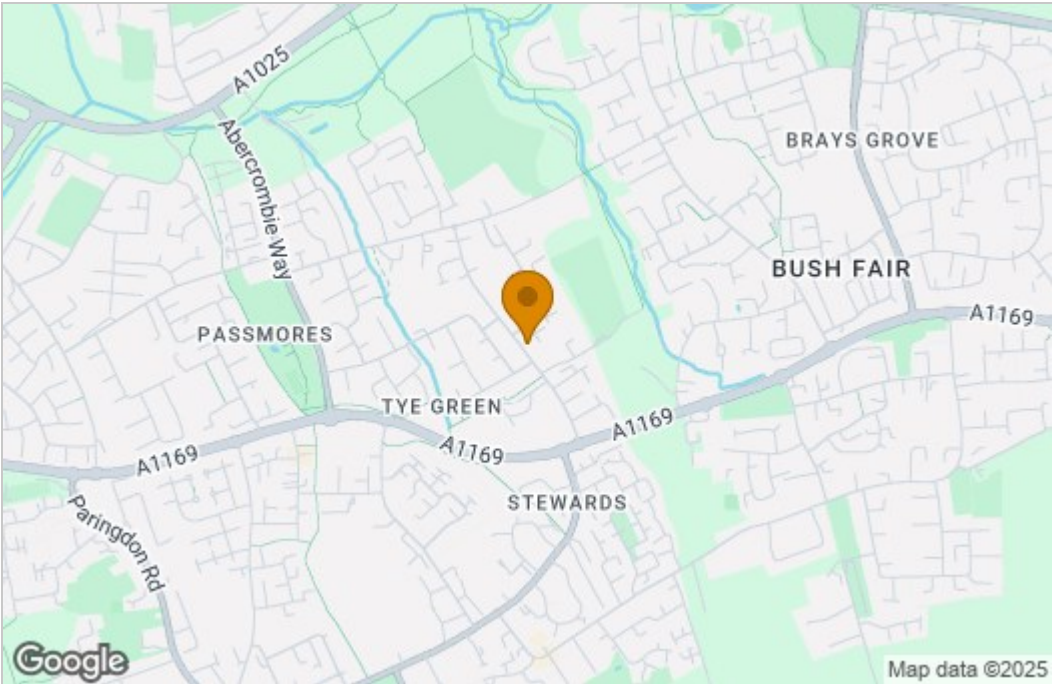 A1025
Abercrombie Way
BRAYS GROVE
BUSH FAIR
A1169
PASSMORES
TYE GREEN
A1169
A1169
A1169
STEWARDS
Paringdon Rd
Google
Map data ©2025